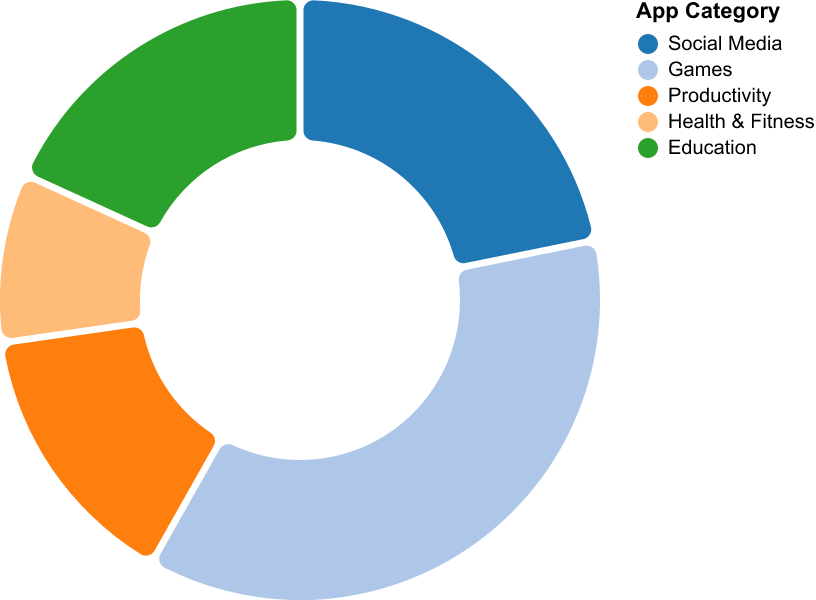 App Category
Social Media
Games
Productivity
Health & Fitness
Education